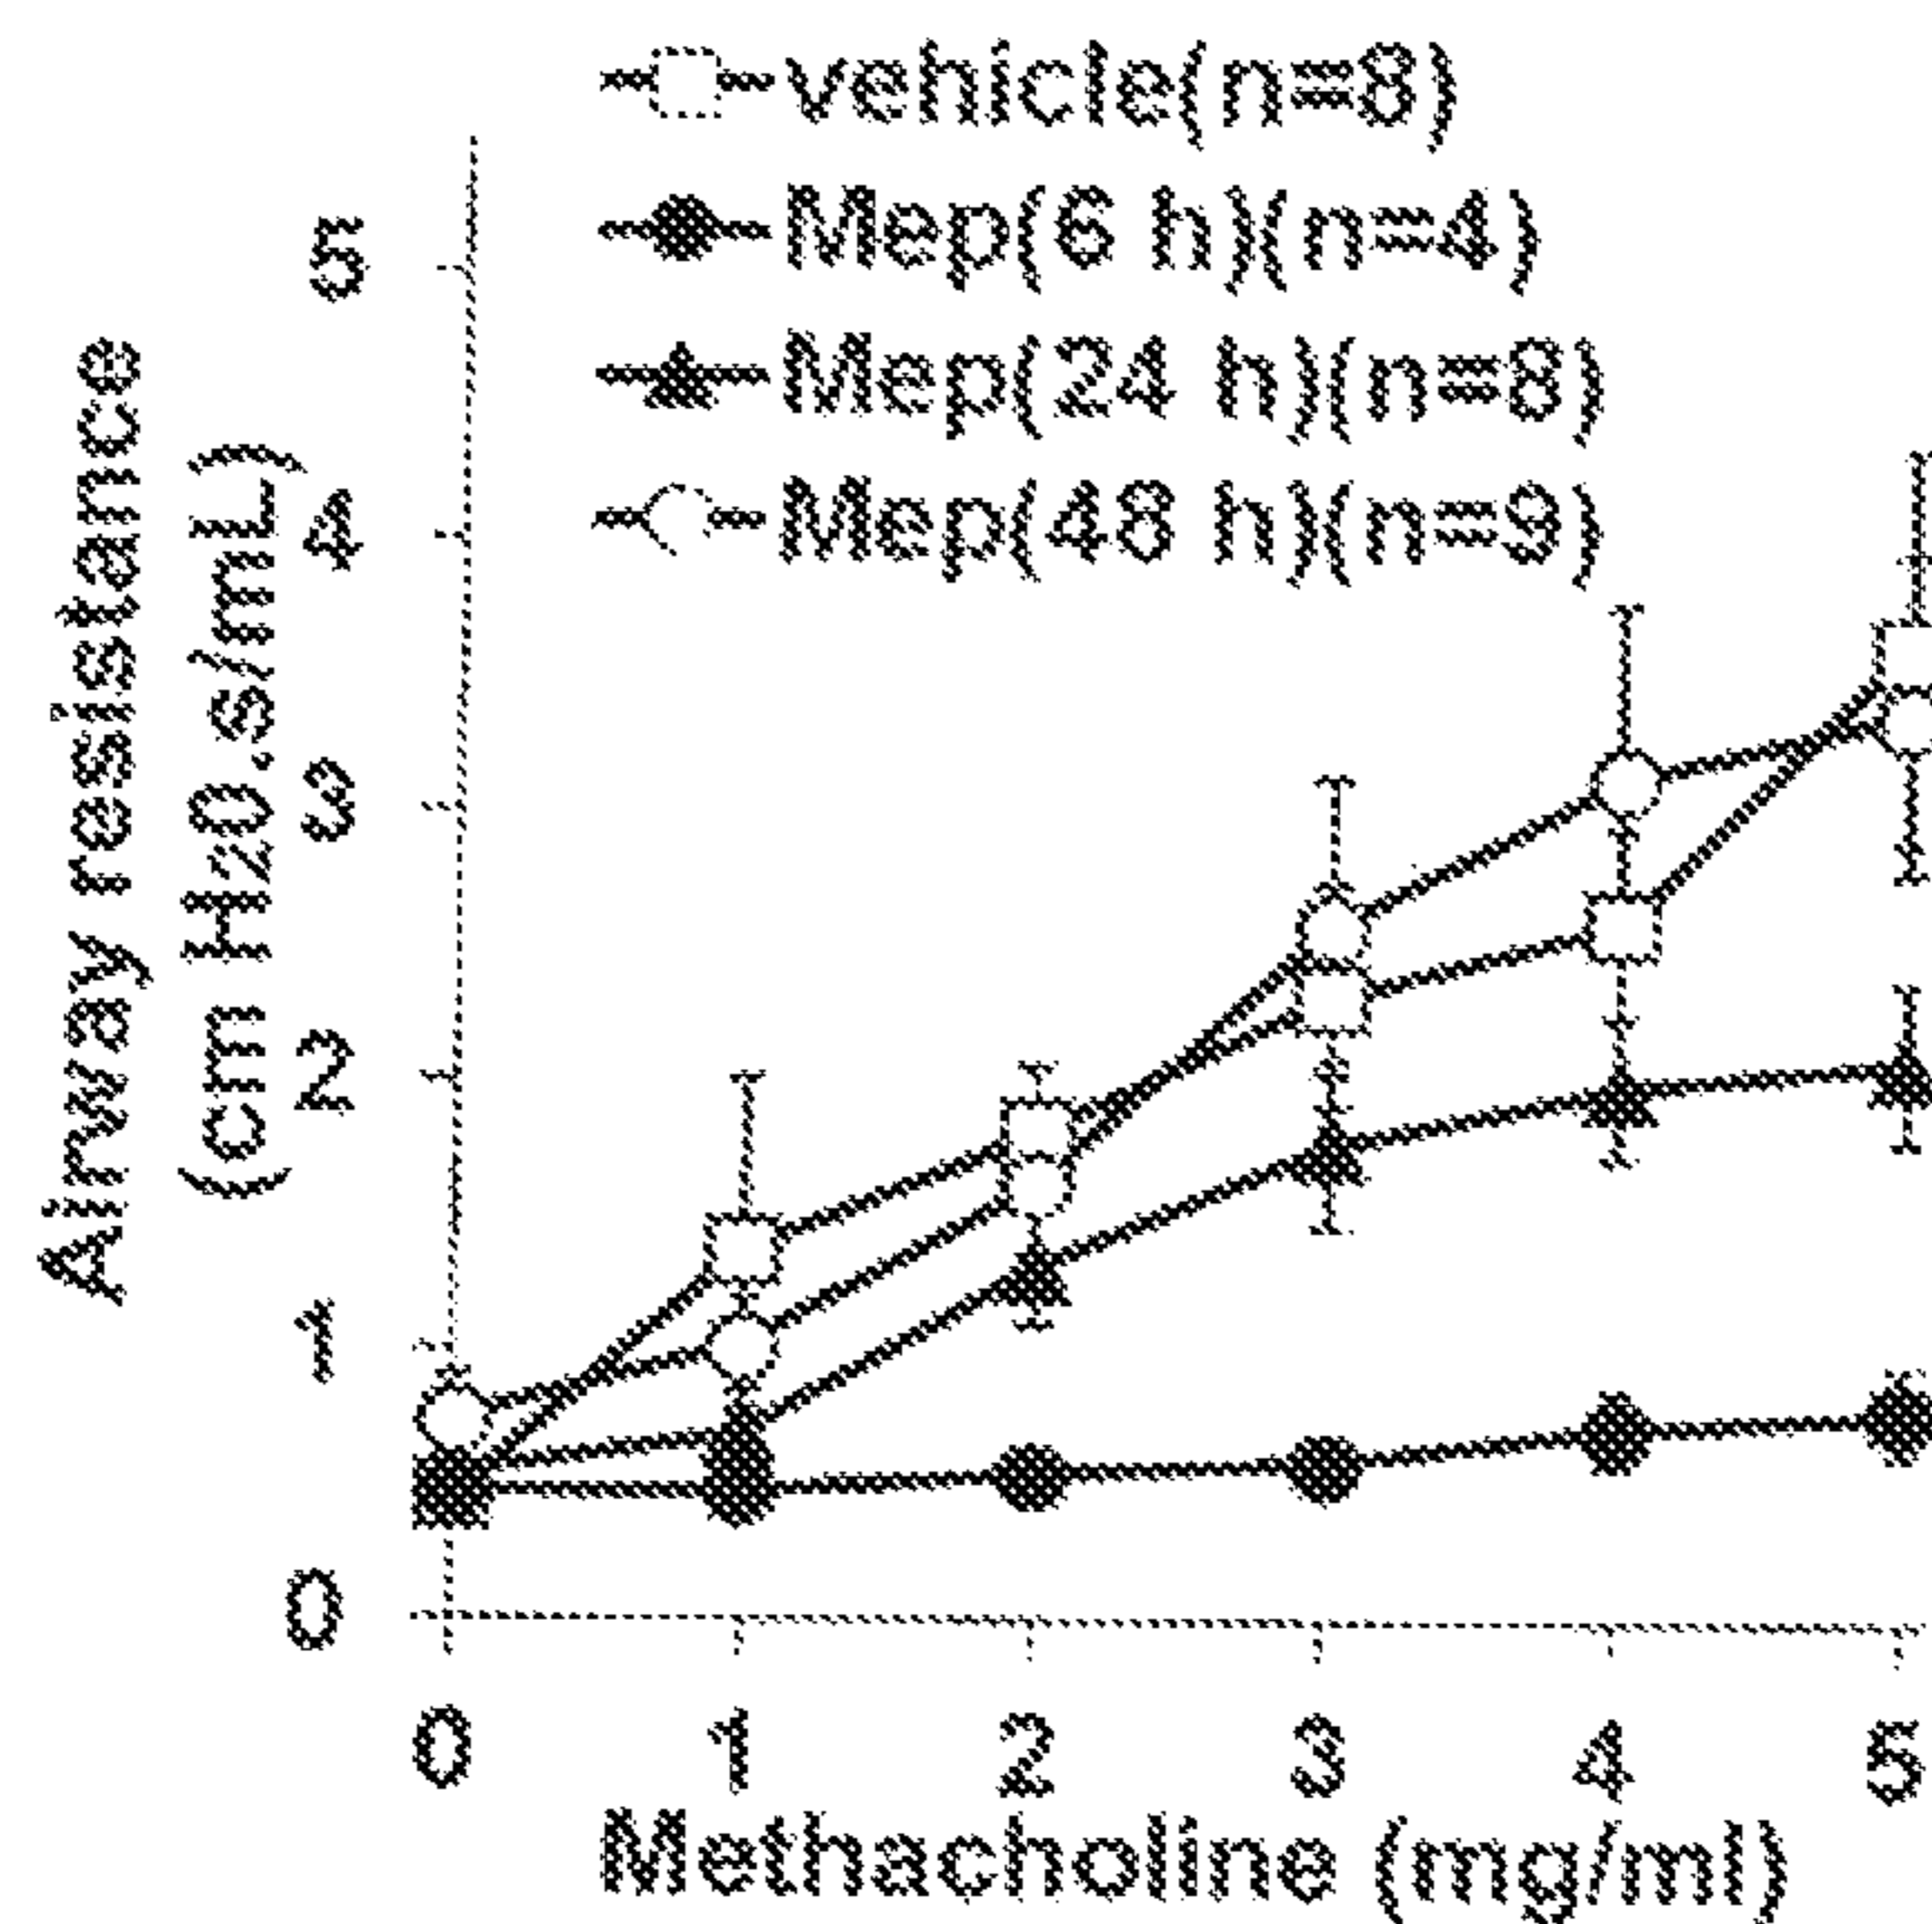 vehicle(n=8)
Mep(6 h)(n=4)
Mep(24 h)(n=8)
Mep(48 h)(n=9)
Airway resistance
(cm H20.s/mL)
5
4
3
2
1
0
0 1 2 3 4 5
Methacholine (mg/ml)